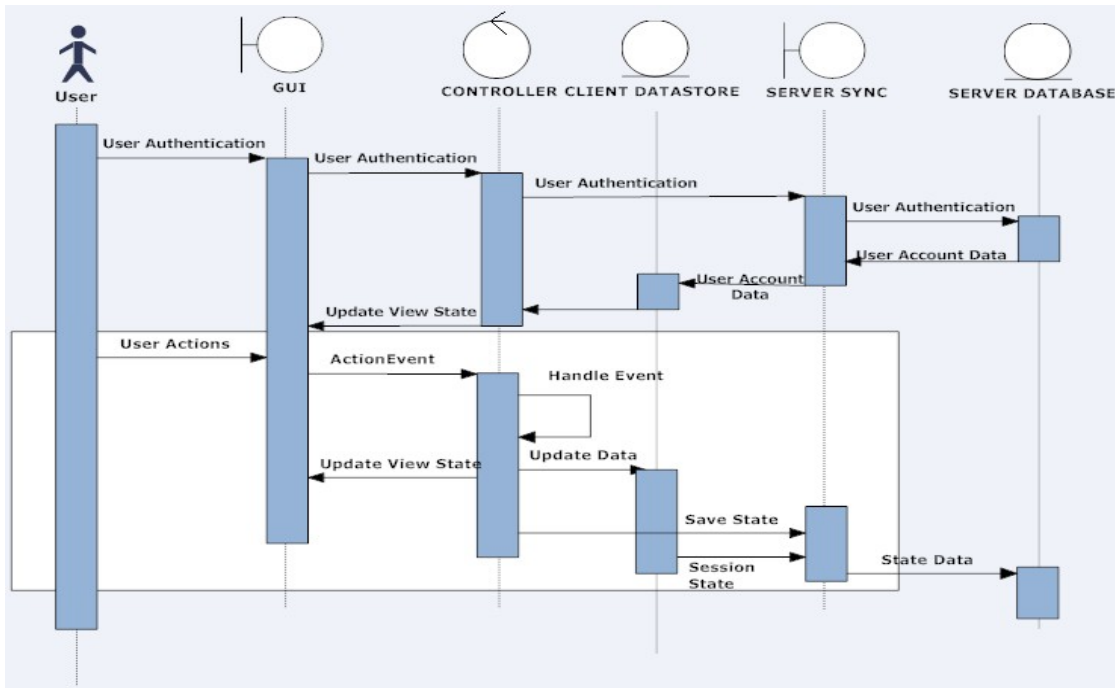 User
GUI
CONTROLLER
CLIENT DATASTORE
SERVER SYNC
SERVER DATABASE
User Authentication
User Authentication
User Authentication
User Authentication
User Account Data
User Account
Data
Update View State
User Actions
ActionEvent
Handle Event
Update Data
Update View State
Save State
Session
State
State Data